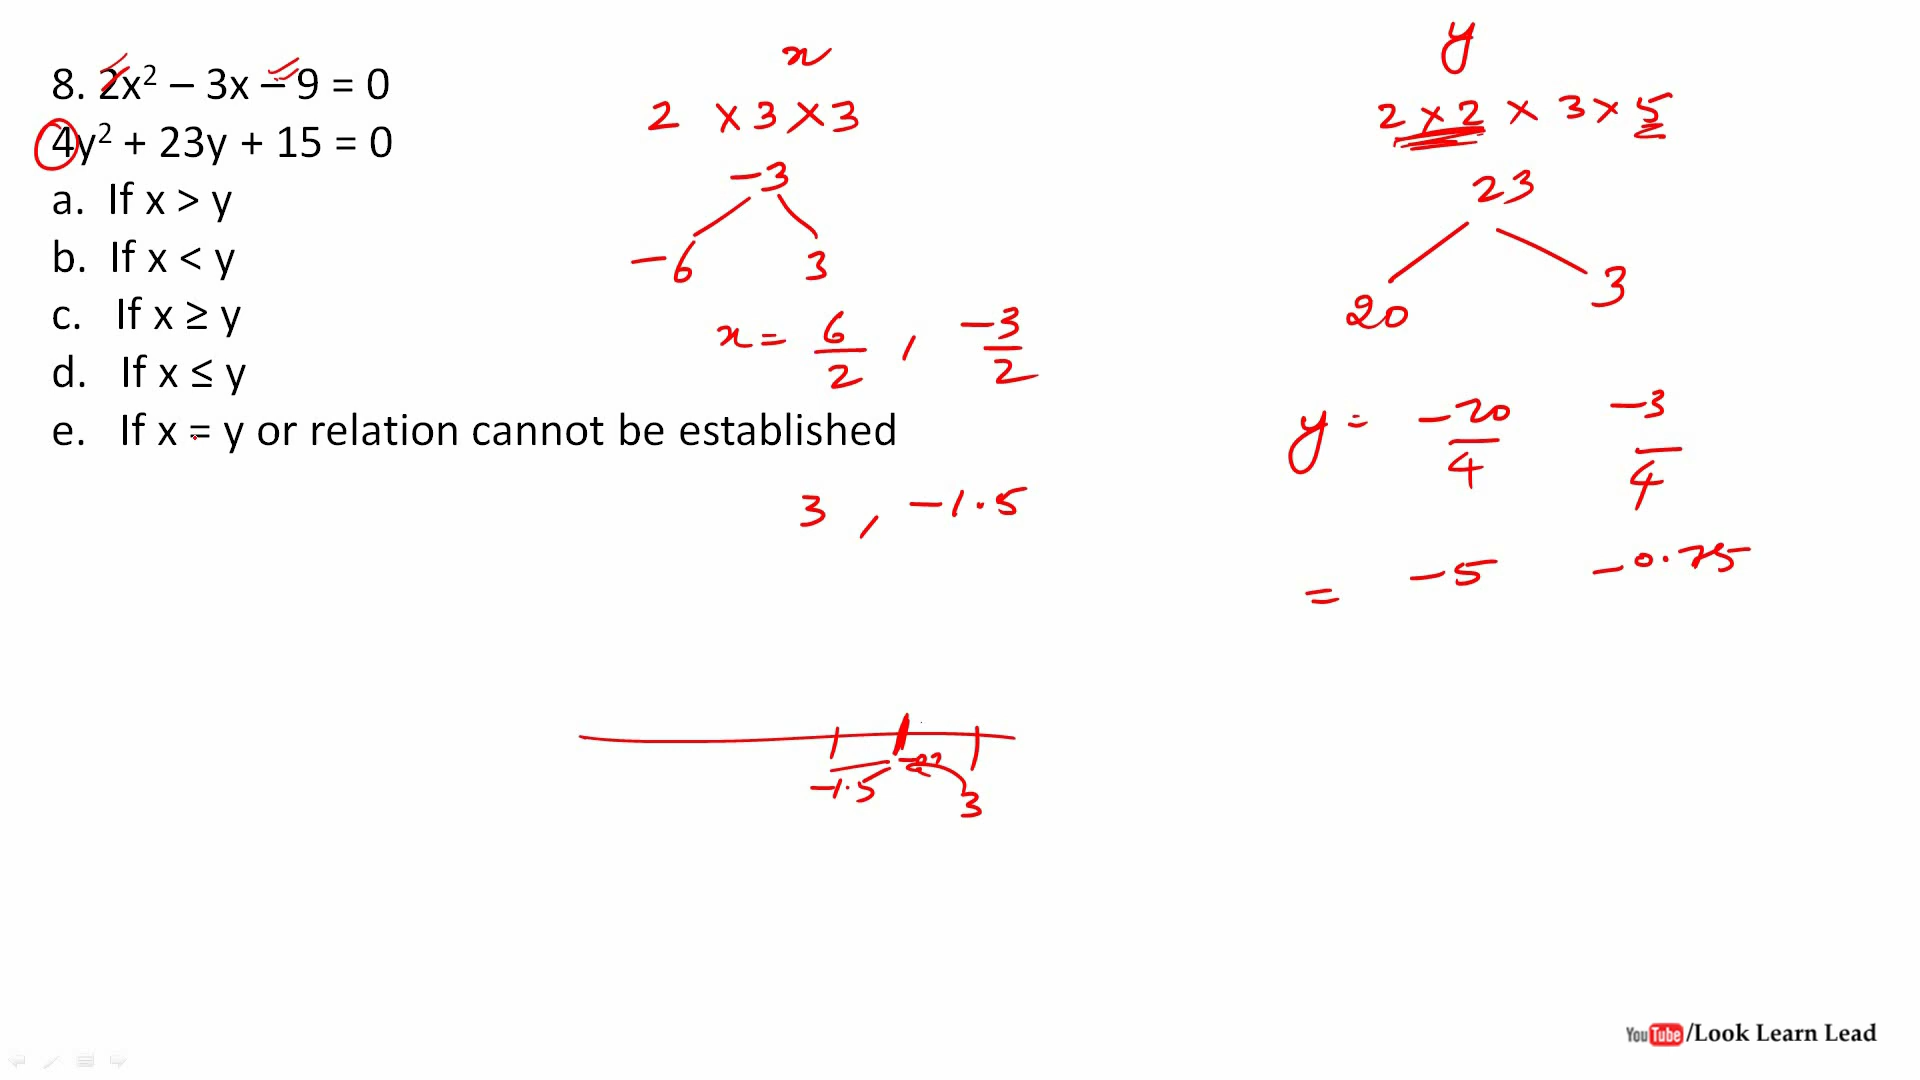 8. 2x² – 3x – 9 = 0
4y² + 23y + 15 = 0
a. If x > y
b. If x < y
c. If x ≥ y
d. If x ≤ y
e. If x = y or relation cannot be established
x
2 × 3 × 3
-3
-6 3
x = 6/2 , -3/2
3 , -1.5
y
2 × 2 × 3 × 5
23
20 3
y = -20/4 -3/4
= -5 -0.75
-1.5 3
YouTube/Look Learn Lead